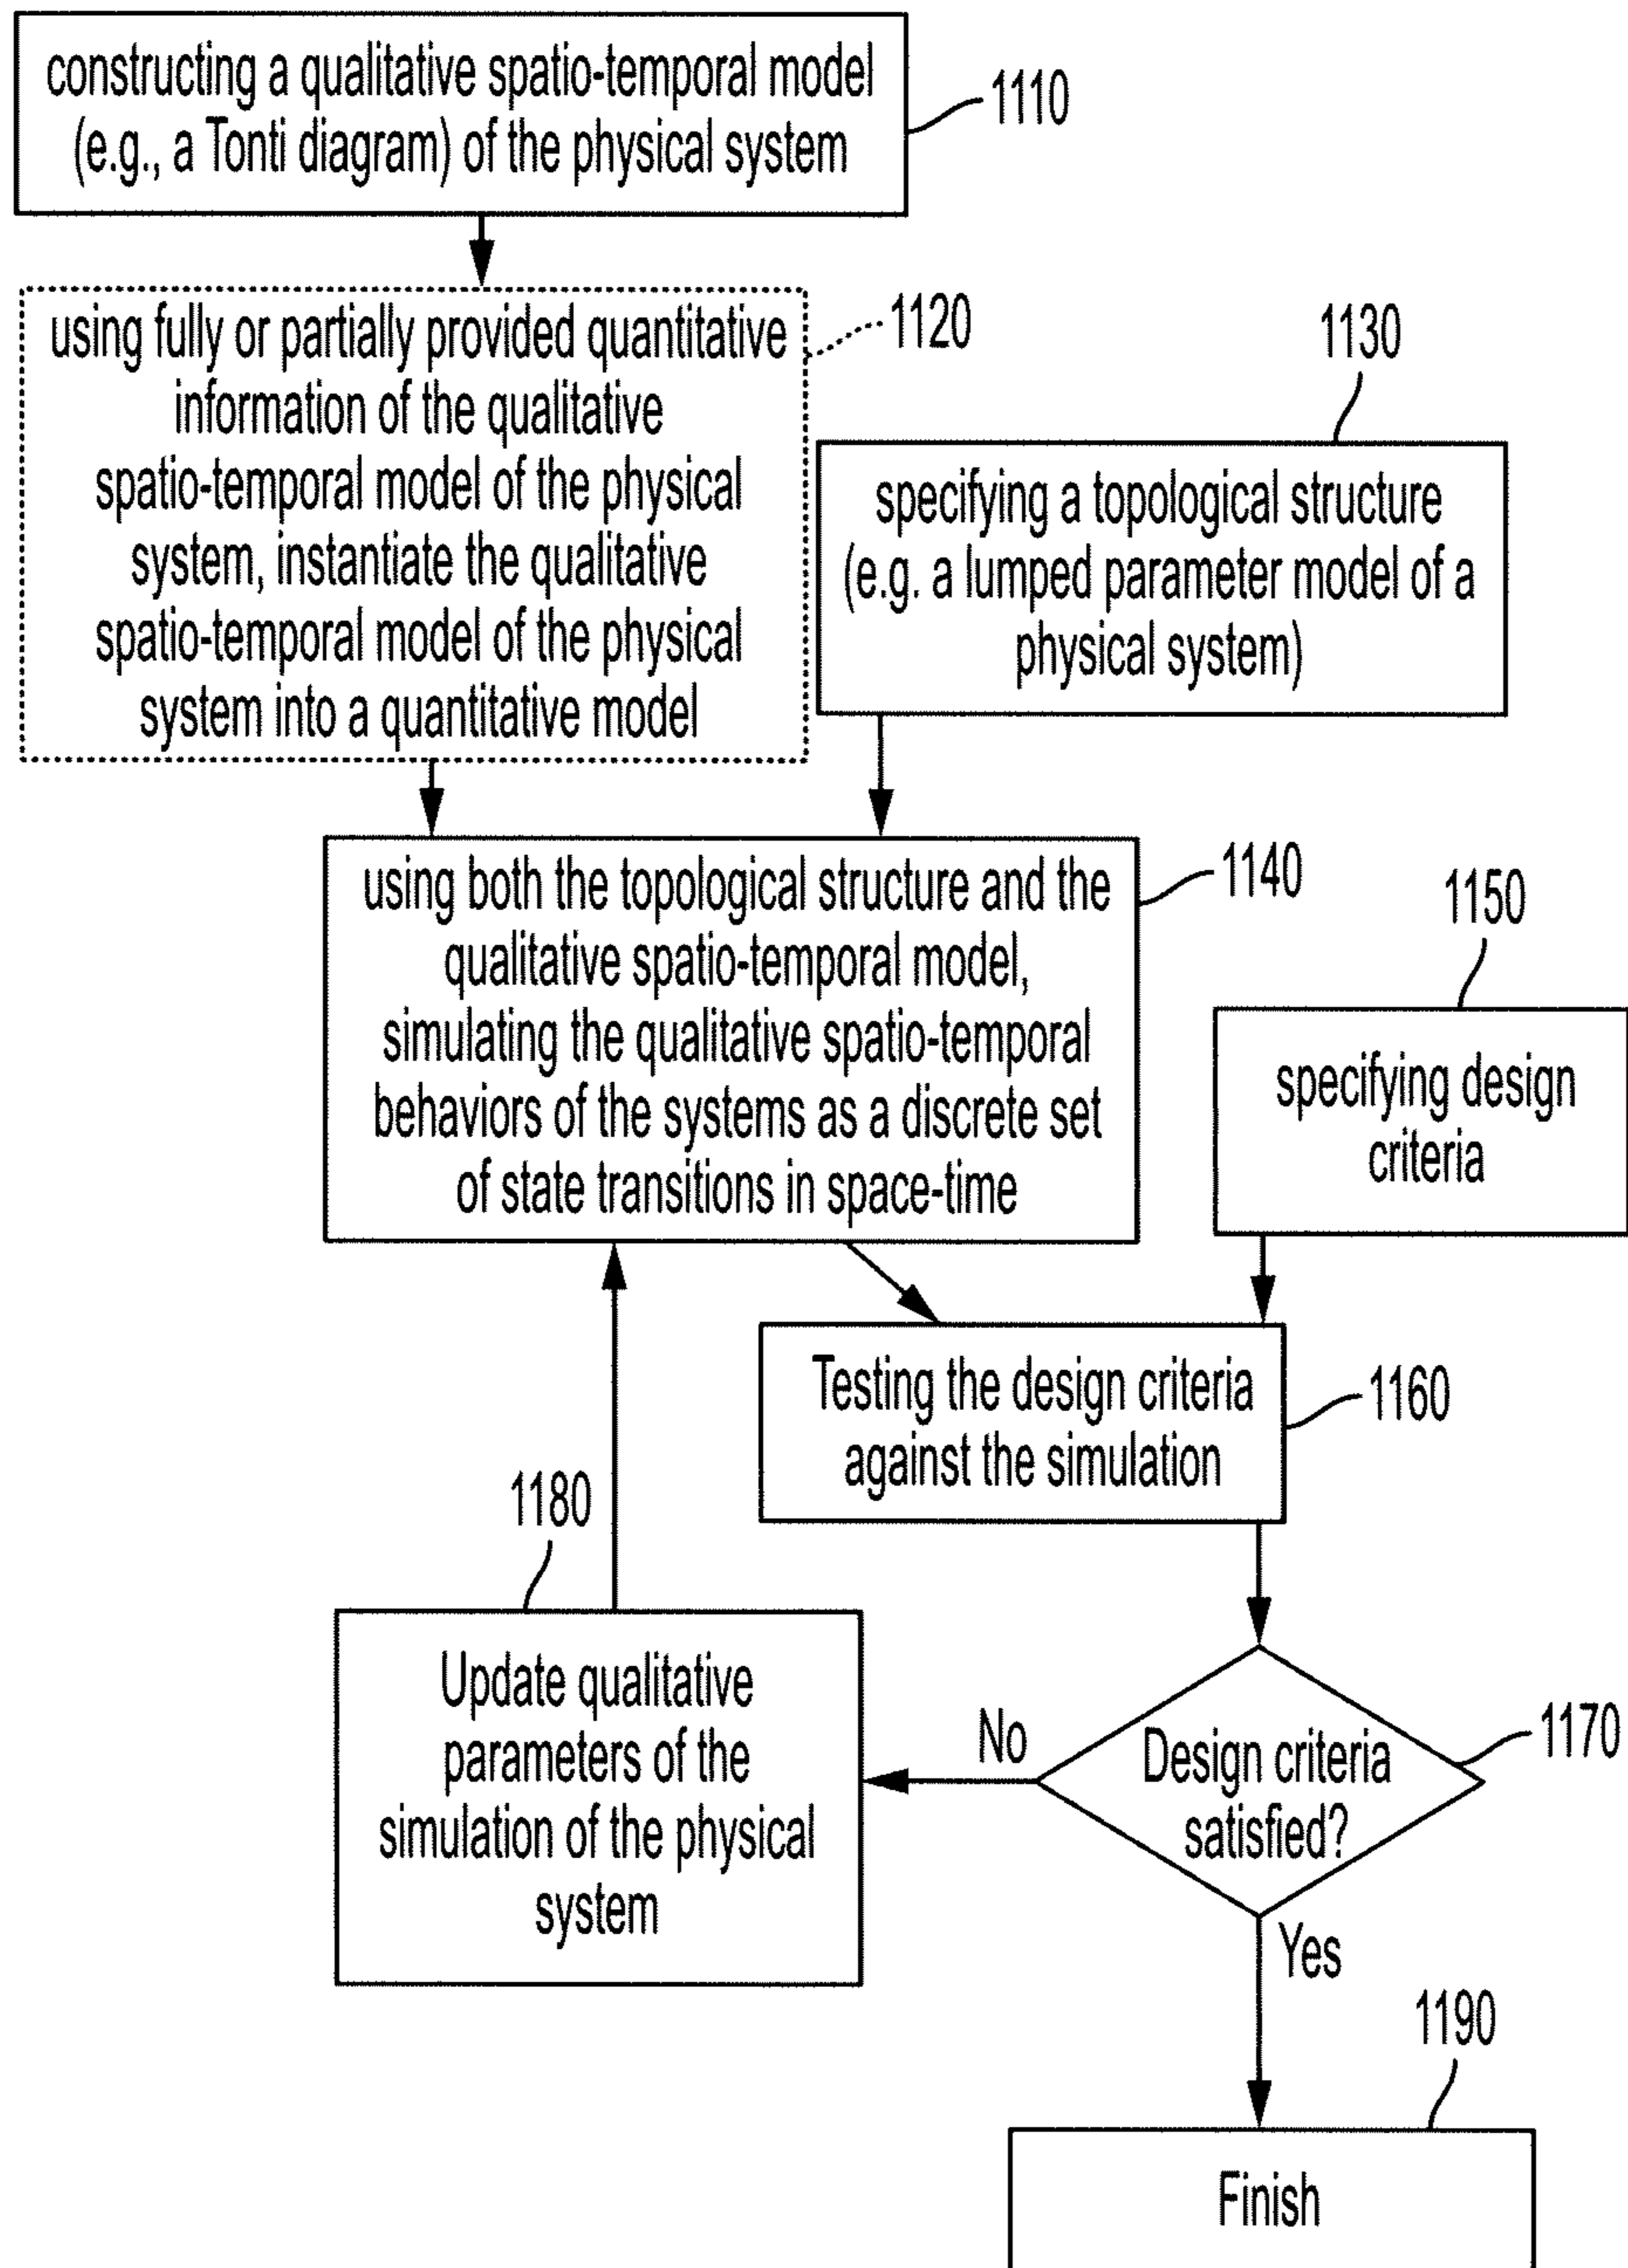 constructing a qualitative spatio-temporal model
(e.g., a Tonti diagram) of the physical system
1110
using fully or partially provided quantitative
information of the qualitative
spatio-temporal model of the physical
system, instantiate the qualitative
spatio-temporal model of the physical
system into a quantitative model
1120
1130
specifying a topological structure
(e.g. a lumped parameter model of a
physical system)
using both the topological structure and the
qualitative spatio-temporal model,
simulating the qualitative spatio-temporal
behaviors of the systems as a discrete set
of state transitions in space-time
1140
1150
specifying design
criteria
Testing the design criteria
against the simulation
1160
1180
Update qualitative
parameters of the
simulation of the physical
system
No
Design criteria
satisfied?
1170
Yes
1190
Finish